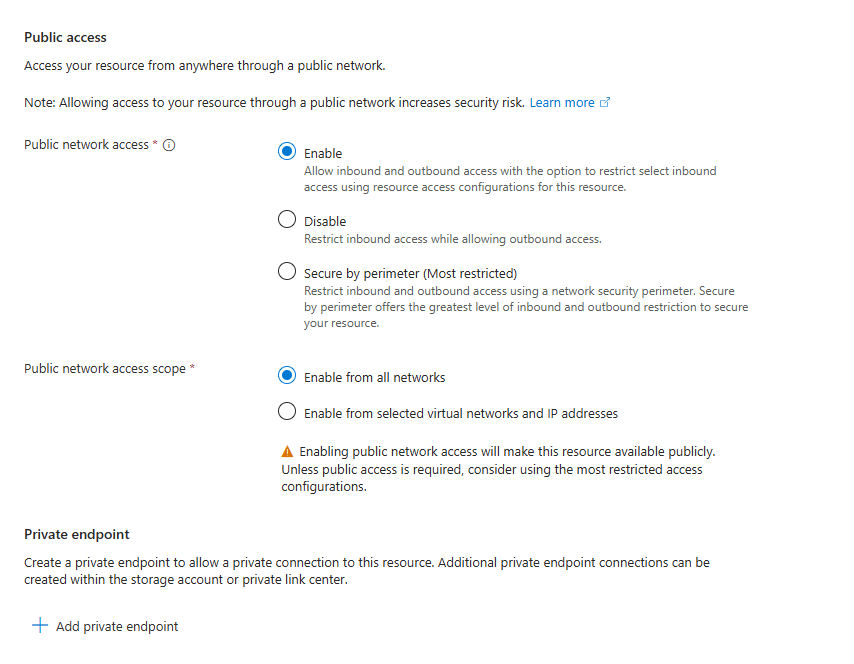 Public access
Access your resource from anywhere through a public network.
Note: Allowing access to your resource through a public network increases security risk. Learn more
Public network access *
Enable
Allow inbound and outbound access with the option to restrict select inbound
access using resource access configurations for this resource.
Disable
Restrict inbound access while allowing outbound access.
Secure by perimeter (Most restricted)
Restrict inbound and outbound access using a network security perimeter. Secure
by perimeter offers the greatest level of inbound and outbound restriction to secure
your resource.
Public network access scope *
Enable from all networks
Enable from selected virtual networks and IP addresses
Enabling public network access will make this resource available publicly.
Unless public access is required, consider using the most restricted access
configurations.
Private endpoint
Create a private endpoint to allow a private connection to this resource. Additional private endpoint connections can be
created within the storage account or private link center.
Add private endpoint